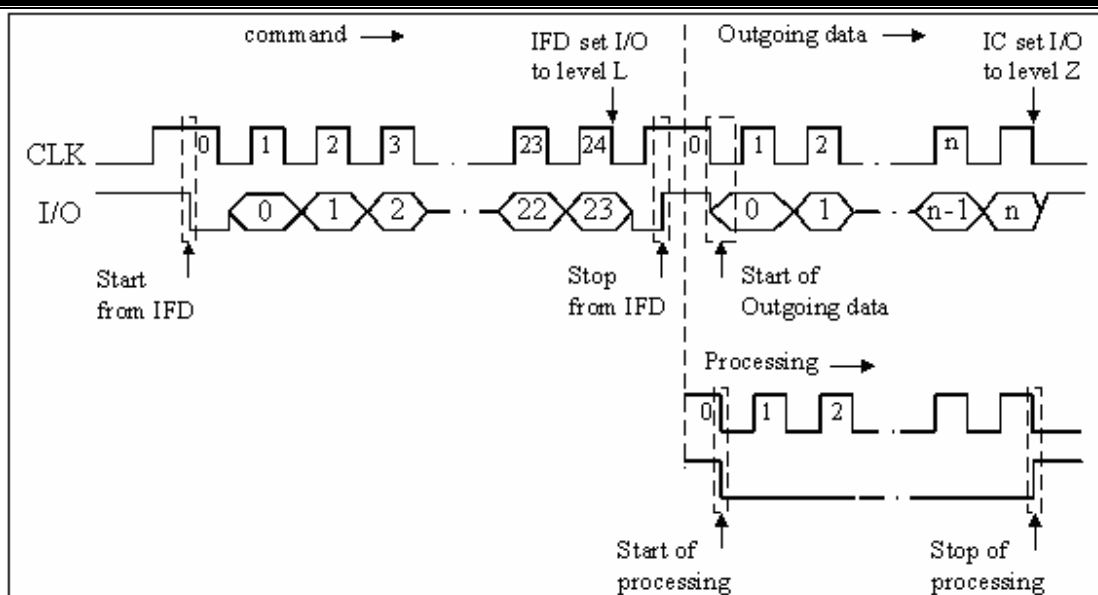 command
IFD set I/O
to level L
Outgoing data
IC set I/O
to level Z
CLK
0 1 2 3 23 24 0 1 2 n
I/O
0 1 2 22 23 0 1 n-1 n
Start
from IFD
Stop
from IFD
Start of
Outgoing data
Processing
0 1 2
Start of
processing
Stop of
processing